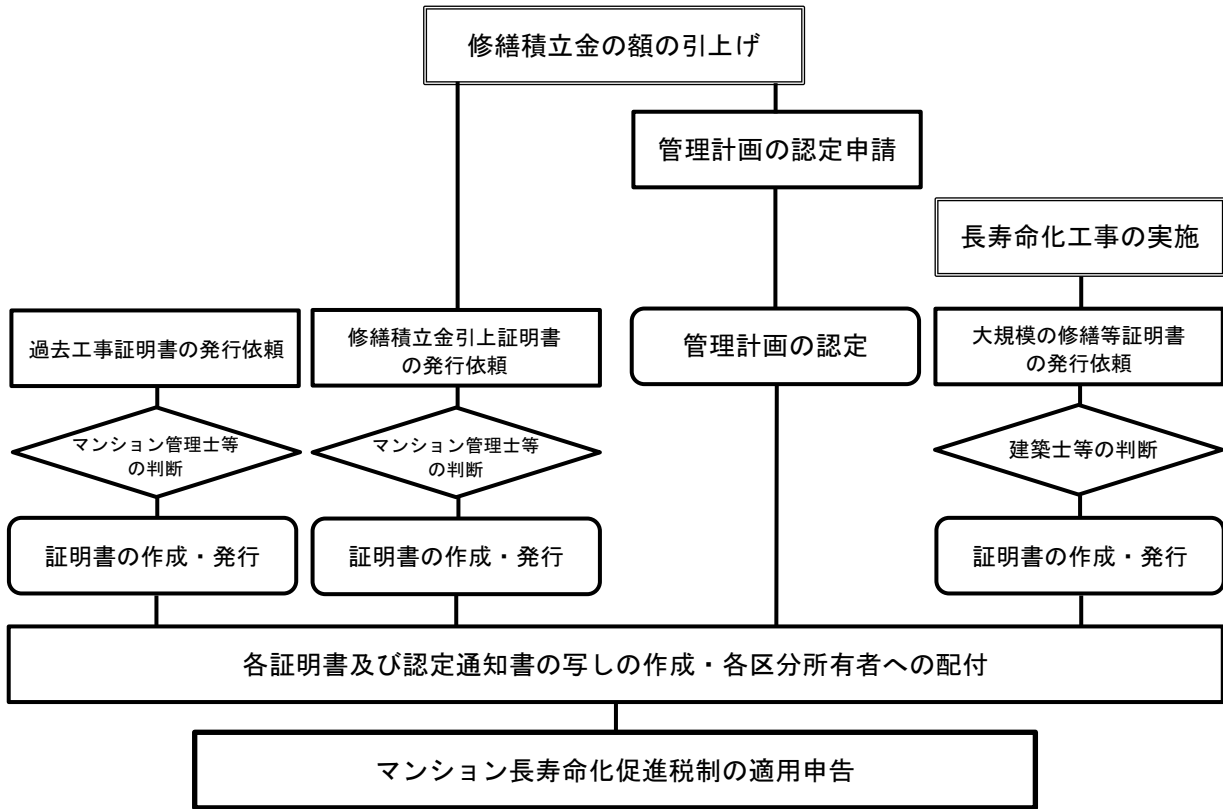 修繕積立金の額の引上げ
管理計画の認定申請
長寿命化工事の実施
過去工事証明書の発行依頼
修繕積立金引上証明書
の発行依頼
管理計画の認定
大規模の修繕等証明書
の発行依頼
マンション管理士等
の判断
マンション管理士等
の判断
建築士等の判断
証明書の作成・発行
証明書の作成・発行
証明書の作成・発行
各証明書及び認定通知書の写しの作成・各区分所有者への配付
マンション長寿命化促進税制の適用申告